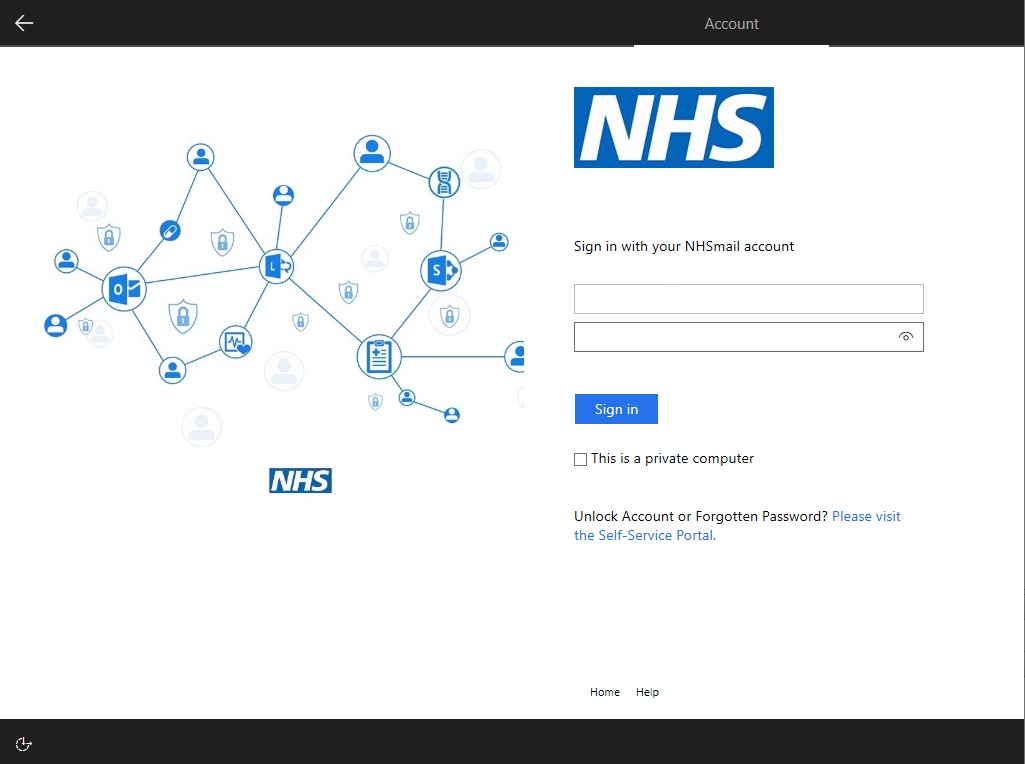 Account
NHS
Sign in with your NHSmail account
Sign in
This is a private computer
Unlock Account or Forgotten Password? Please visit
the Self-Service Portal.
O
L
S
NHS
Home Help